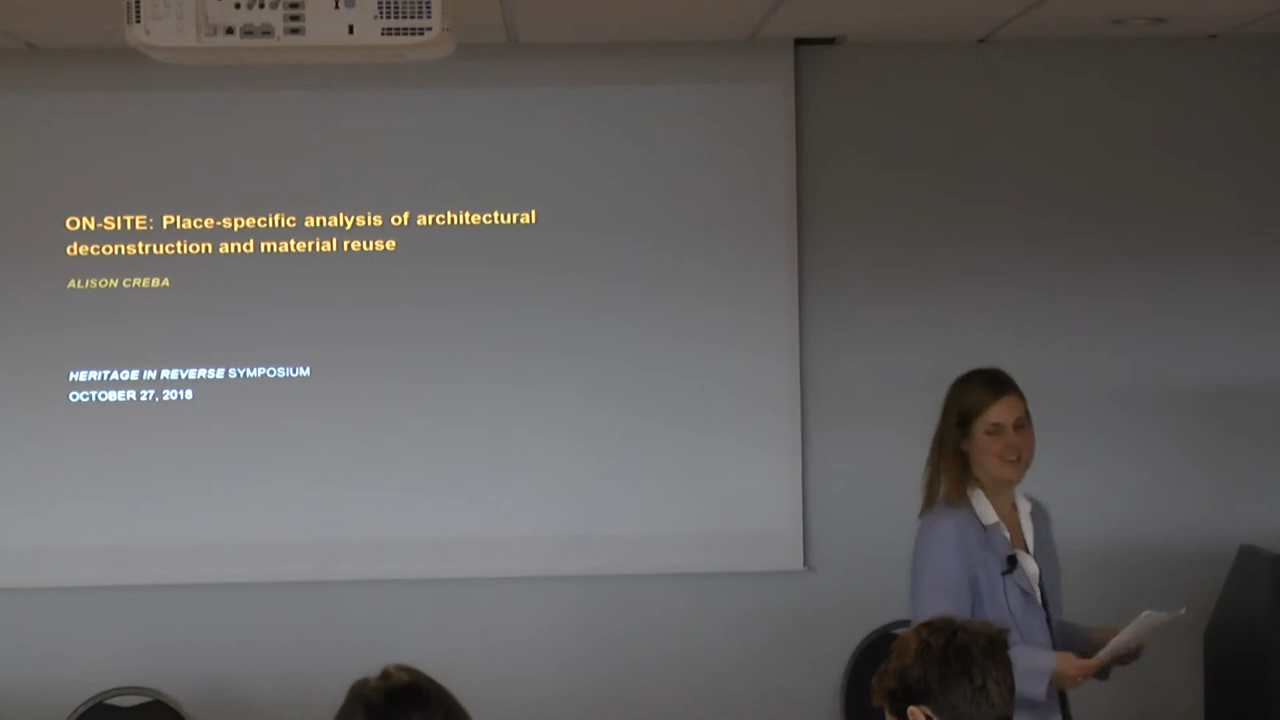 ON-SITE: Place-specific analysis of architectural
deconstruction and material reuse
ALISON CREBA
HERITAGE IN REVERSE SYMPOSIUM
OCTOBER 27, 2018